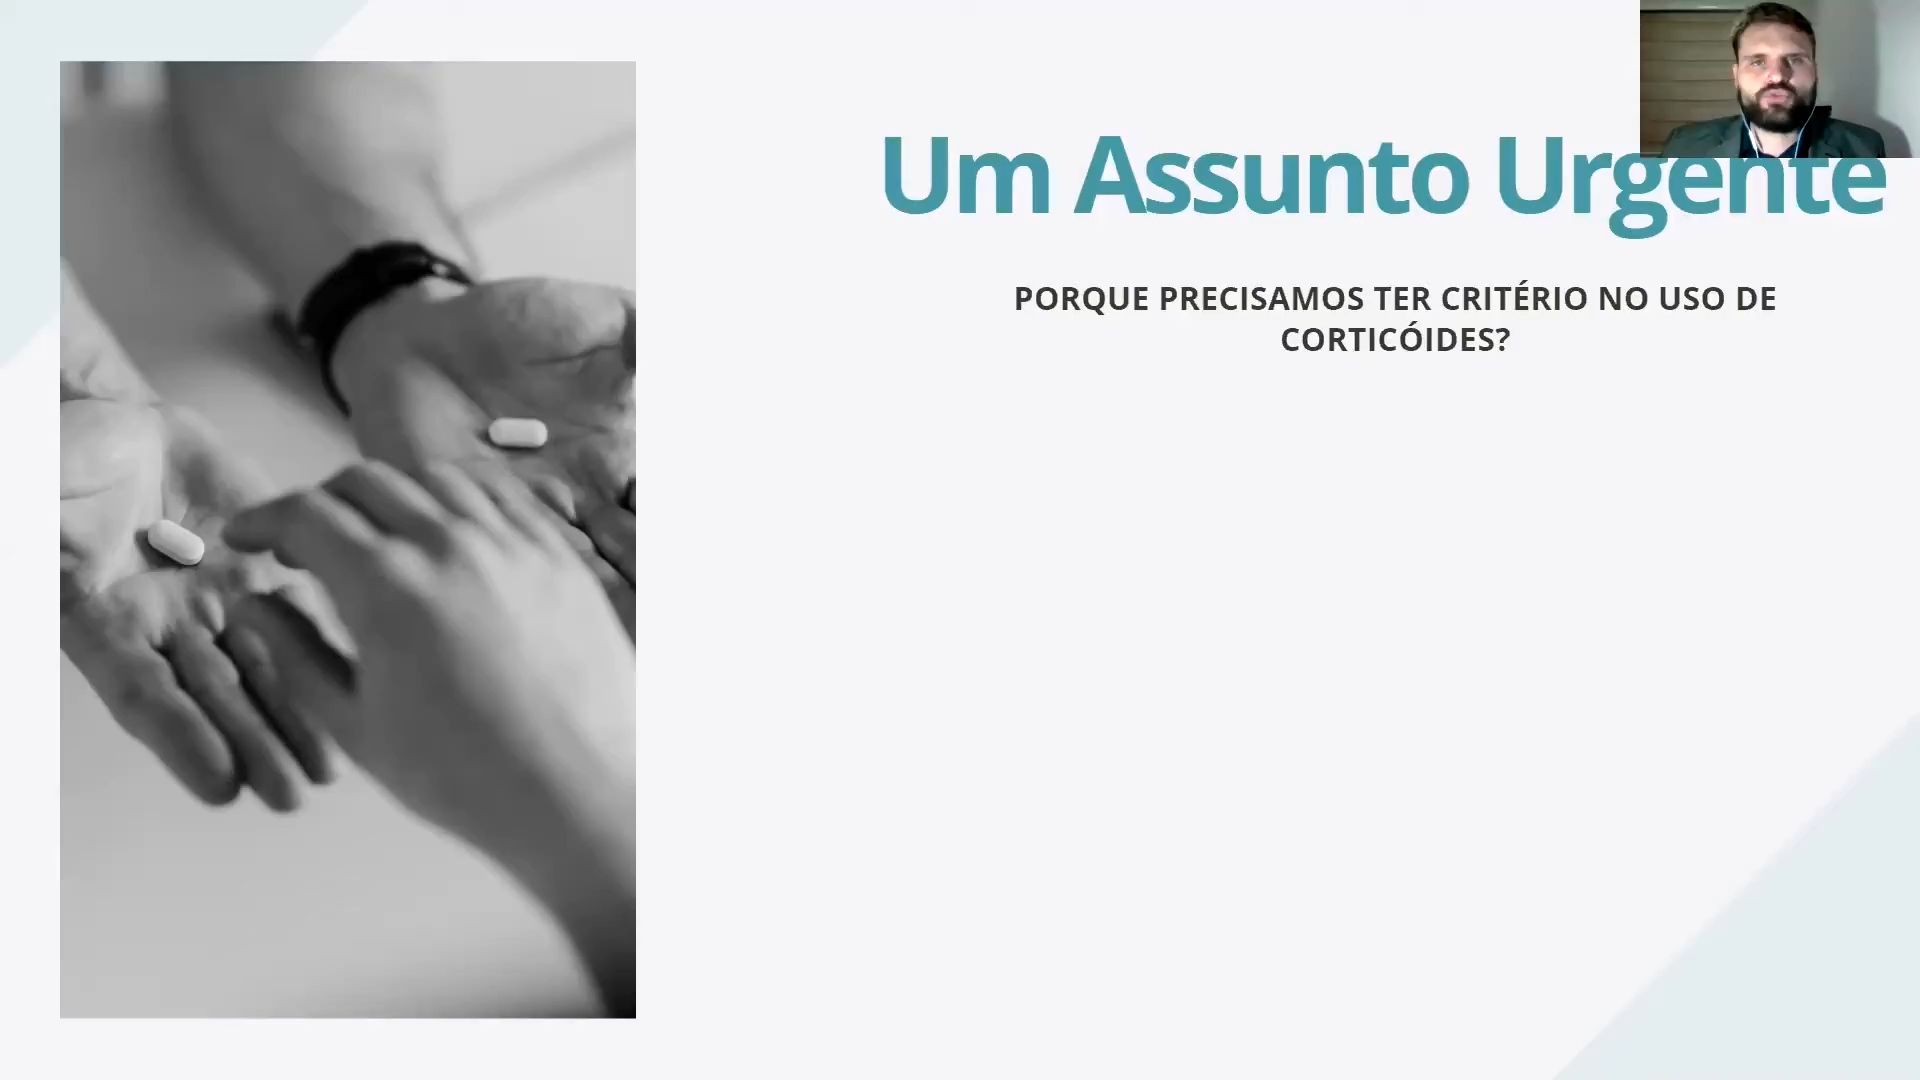 Um Assunto Urgente
PORQUE PRECISAMOS TER CRITÉRIO NO USO DE
CORTICÓIDES?